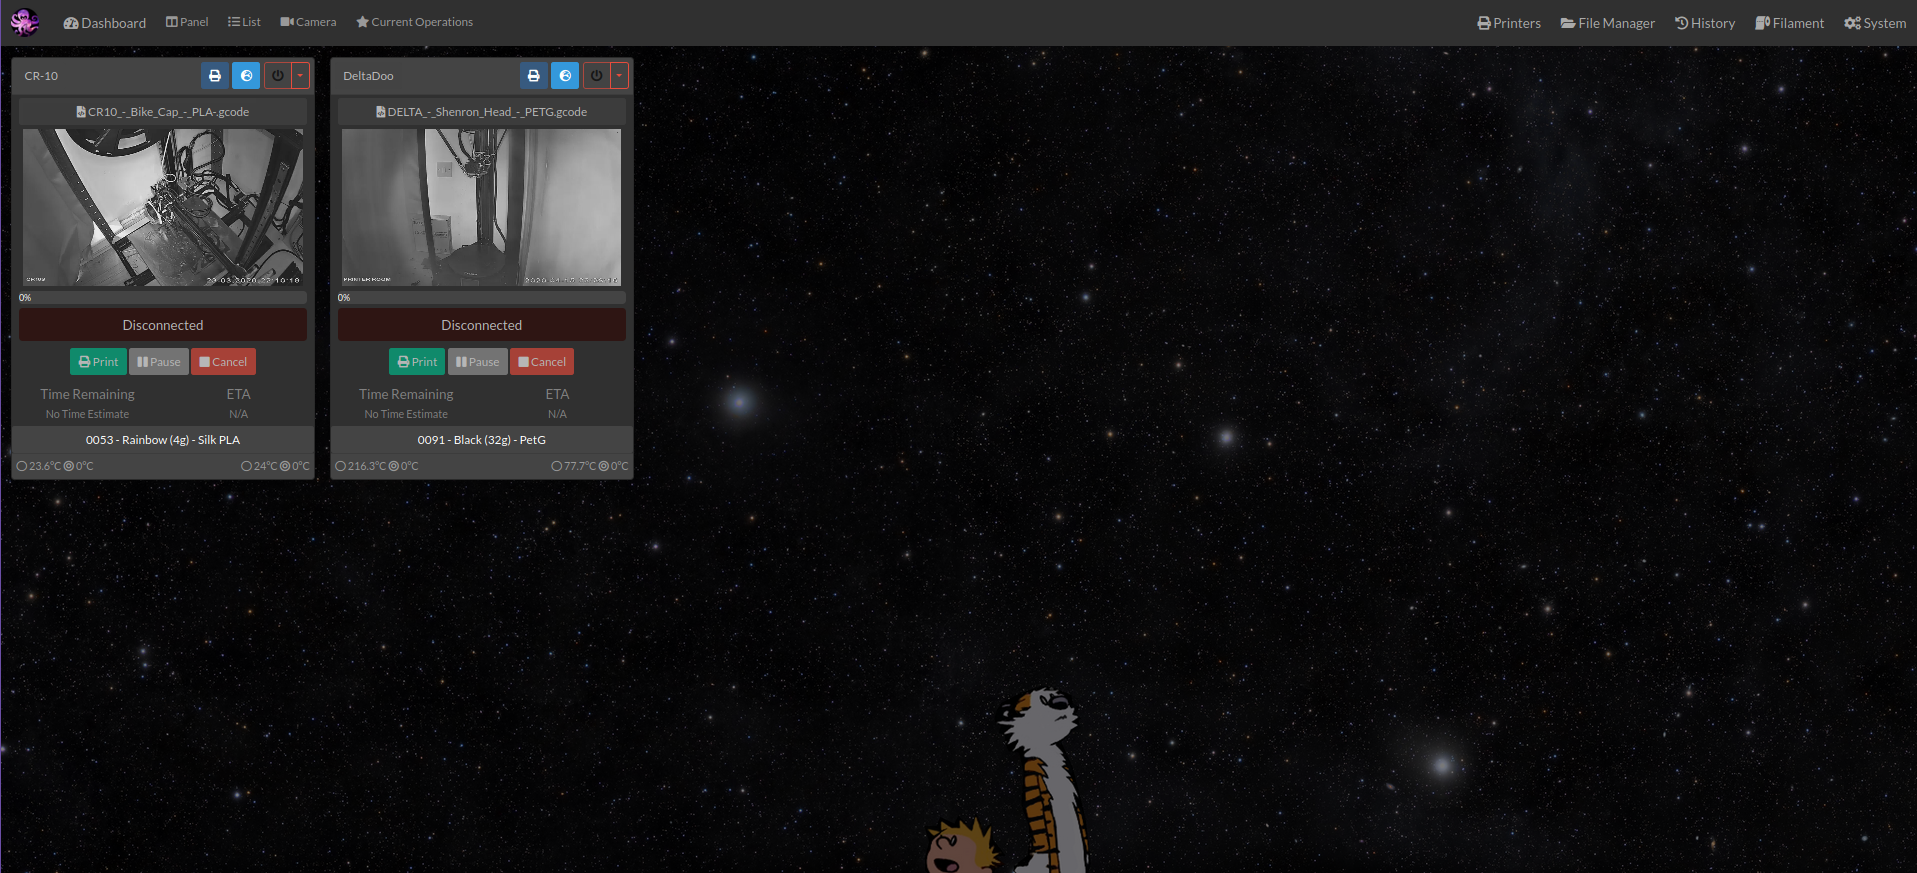 Dashboard Panel List Camera Current Operations Printers File Manager History Filament System
CR-10
CR10_-_Bike_Cap_-_PLA-.gcode
0%
Disconnected
Print Pause Cancel
Time Remaining ETA
No Time Estimate N/A
0053 - Rainbow (4g) - Silk PLA
23.6°C 0°C 24°C 0°C
DeltaDoo
DELTA_-_Shenron_Head_-_PETG.gcode
PRINTER ROOM
0%
Disconnected
Print Pause Cancel
Time Remaining ETA
No Time Estimate N/A
0091 - Black (32g) - PetG
216.3°C 0°C 77.7°C 0°C